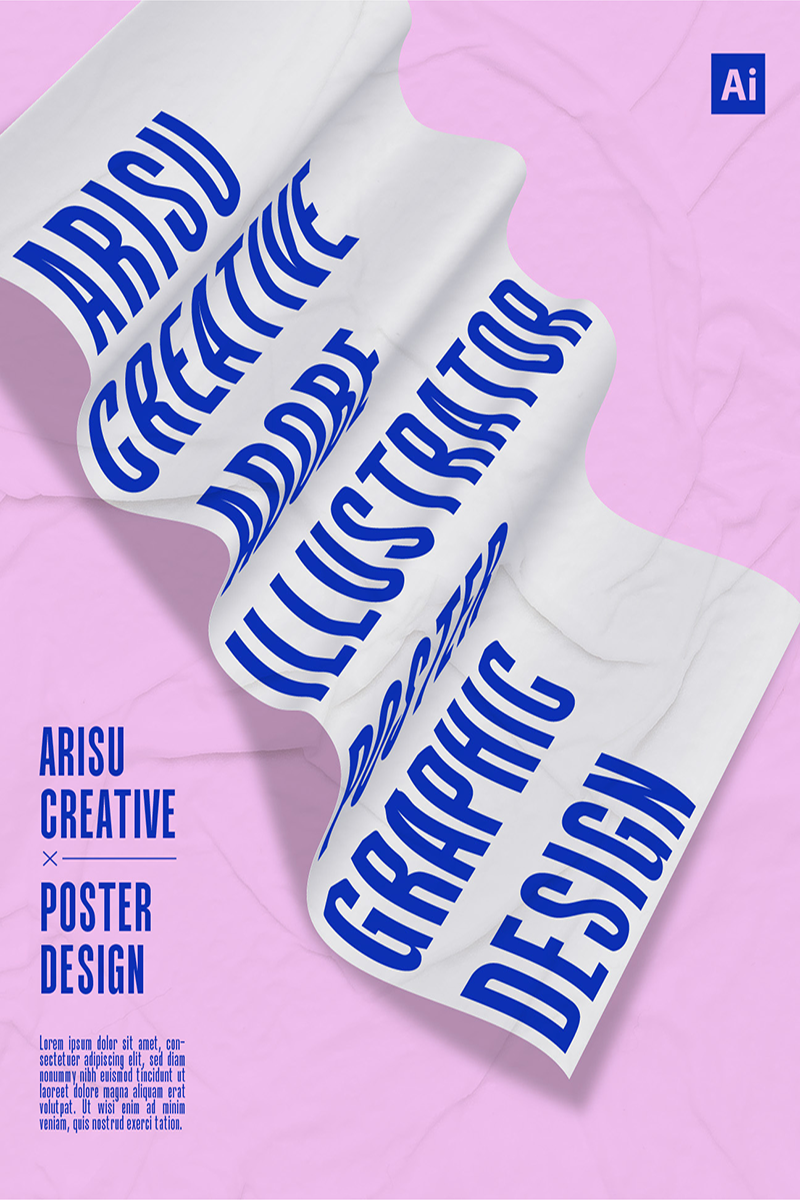 Ai
ARISU
CREATIVE
ADOBE
ILLUSTRATOR
POSTER
GRAPHIC
DESIGN
ARISU
CREATIVE
POSTER
DESIGN
Lorem ipsum dolor sit amet, con-
sectetuer adipiscing elit, sed diam
nonummy nibh euismod tincidunt ut
laoreet dolore magna aliquam erat
volutpat. Ut wisi enim ad minim
veniam, quis nostrud exerci tation.